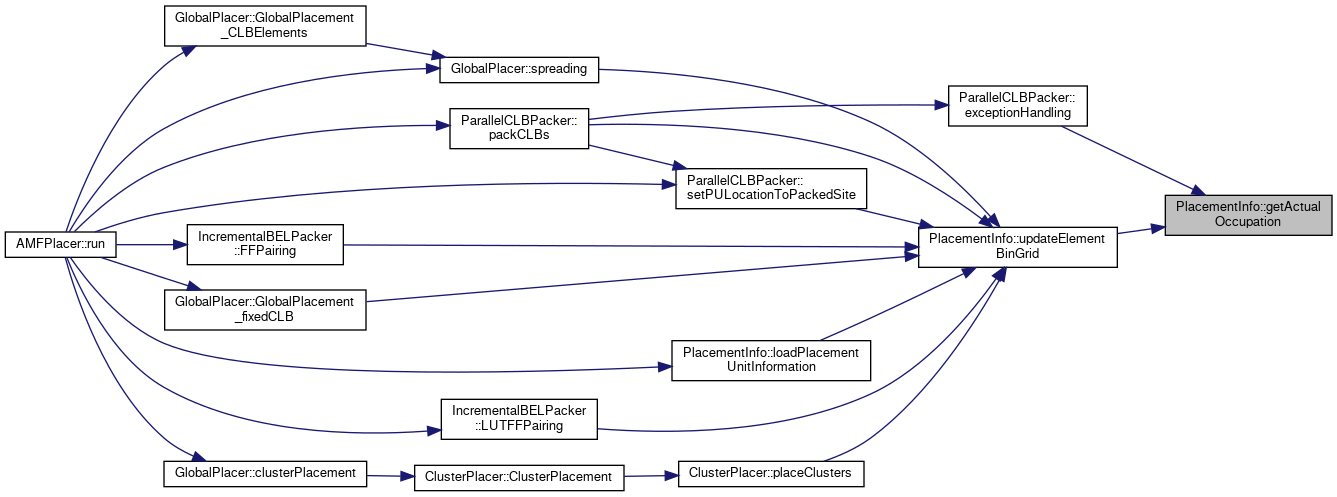 GlobalPlacer::GlobalPlacement
_CLBElements
GlobalPlacer::spreading
ParallelCLBPacker::
exceptionHandling
ParallelCLBPacker::
packCLBs
ParallelCLBPacker::
setPULocationToPackedSite
PlacementInfo::getActual
Occupation
AMFPlacer::run
IncrementalBELPacker
::FFPairing
PlacementInfo::updateElement
BinGrid
GlobalPlacer::GlobalPlacement
_fixedCLB
PlacementInfo::loadPlacement
UnitInformation
IncrementalBELPacker
::LUTFFPairing
GlobalPlacer::clusterPlacement
ClusterPlacer::ClusterPlacement
ClusterPlacer::placeClusters